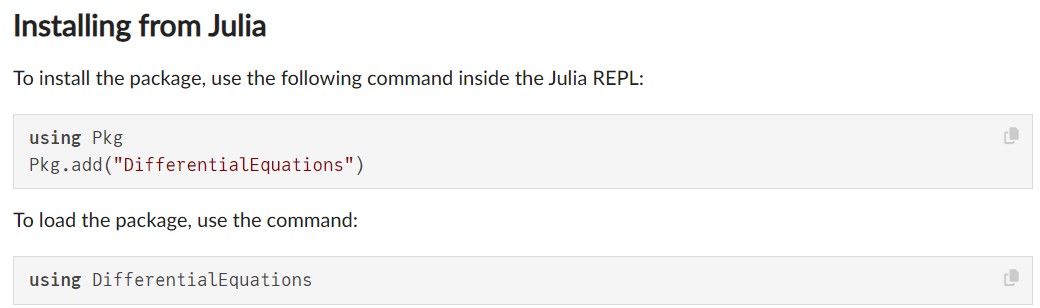 Installing from Julia
To install the package, use the following command inside the Julia REPL:
using Pkg
Pkg.add("DifferentialEquations")
To load the package, use the command:
using DifferentialEquations